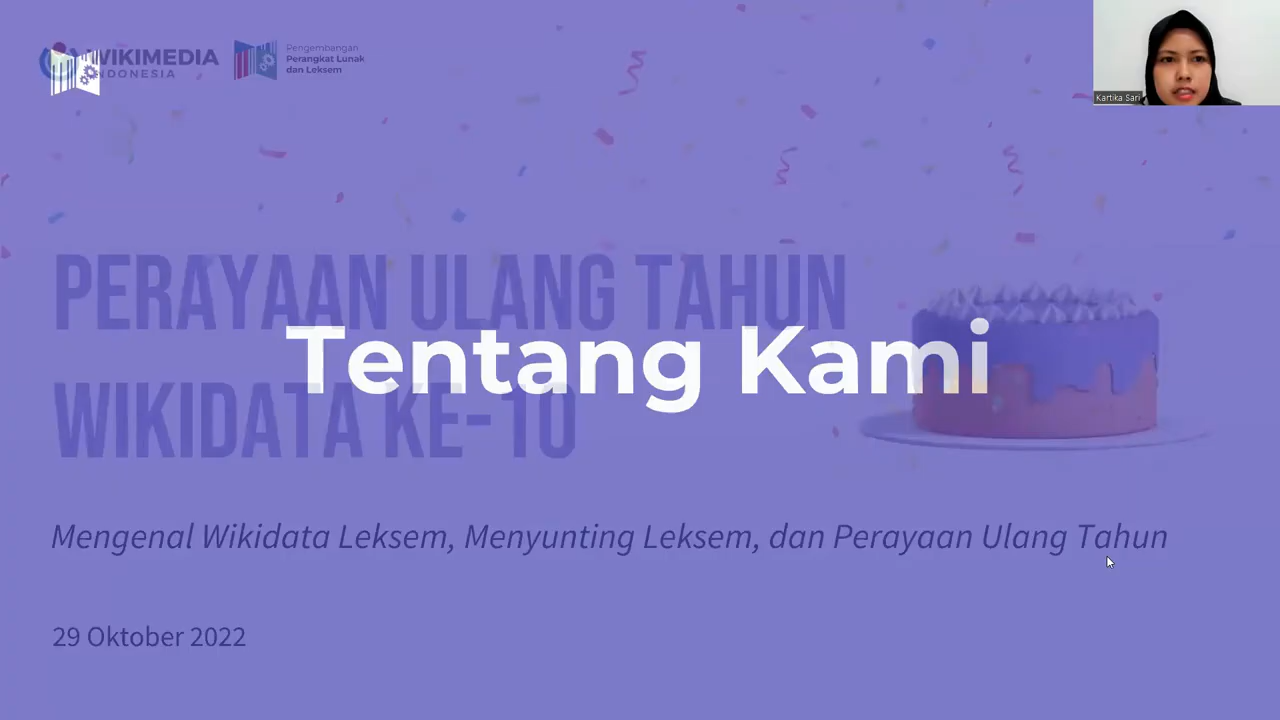 WIKIMEDIA
INDONESIA
Pengembangan
Perangkat Lunak
dan Leksem
Kartika Sari
PERAYAAN ULANG TAHUN
Tentang Kami
WIKIDATA KE-10
Mengenal Wikidata Leksem, Menyunting Leksem, dan Perayaan Ulang Tahun
29 Oktober 2022